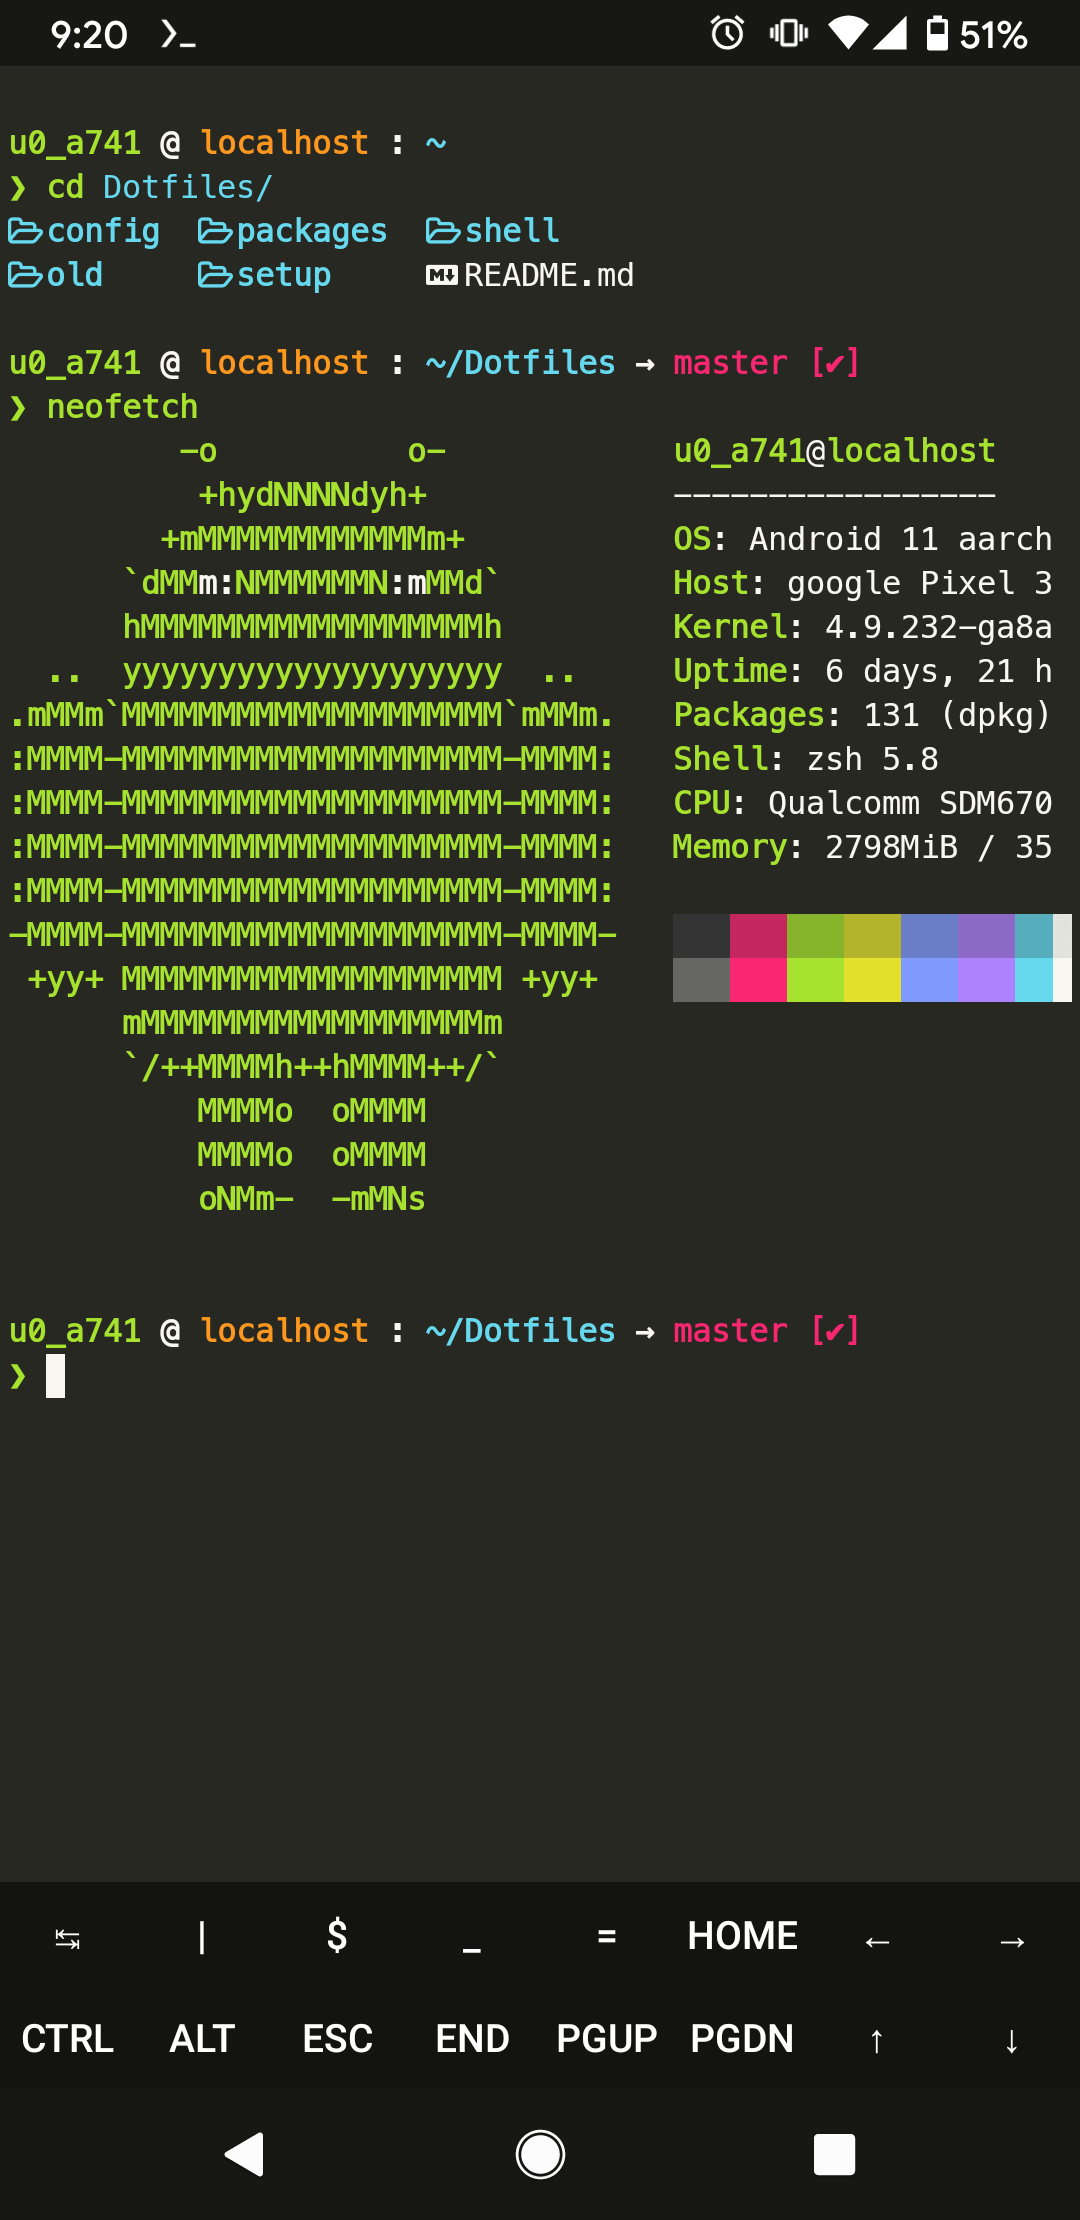 9:20 51%
u0_a741 @ localhost : ~
❯ cd Dotfiles/
config packages shell
old setup README.md
u0_a741 @ localhost : ~/Dotfiles → master [✔]
❯ neofetch
         -o          o-             u0_a741@localhost
          +hydNNNNdyh+              -----------------
        +mMMMMMMMMMMMMm+            OS: Android 11 aarch
      `dMMm:NMMMMMMN:mMMd`          Host: google Pixel 3
      hMMMMMMMMMMMMMMMMMMh          Kernel: 4.9.232-ga8a
  ..  yyyyyyyyyyyyyyyyyyyy  ..      Uptime: 6 days, 21 h
.mMMm`MMMMMMMMMMMMMMMMMMMM`mMMm.    Packages: 131 (dpkg)
:MMMM-MMMMMMMMMMMMMMMMMMMM-MMMM:    Shell: zsh 5.8
:MMMM-MMMMMMMMMMMMMMMMMMMM-MMMM:    CPU: Qualcomm SDM670
:MMMM-MMMMMMMMMMMMMMMMMMMM-MMMM:    Memory: 2798MiB / 35
:MMMM-MMMMMMMMMMMMMMMMMMMM-MMMM:
-MMMM-MMMMMMMMMMMMMMMMMMMM-MMMM-
 +yy+ MMMMMMMMMMMMMMMMMMMM +yy+
      mMMMMMMMMMMMMMMMMMMm
      `/++MMMMh++hMMMM++/`
          MMMMo  oMMMM
          MMMMo  oMMMM
          oNMm-  -mMNs
u0_a741 @ localhost : ~/Dotfiles → master [✔]
❯
↹ | $ _ = HOME ← →
CTRL ALT ESC END PGUP PGDN ↑ ↓